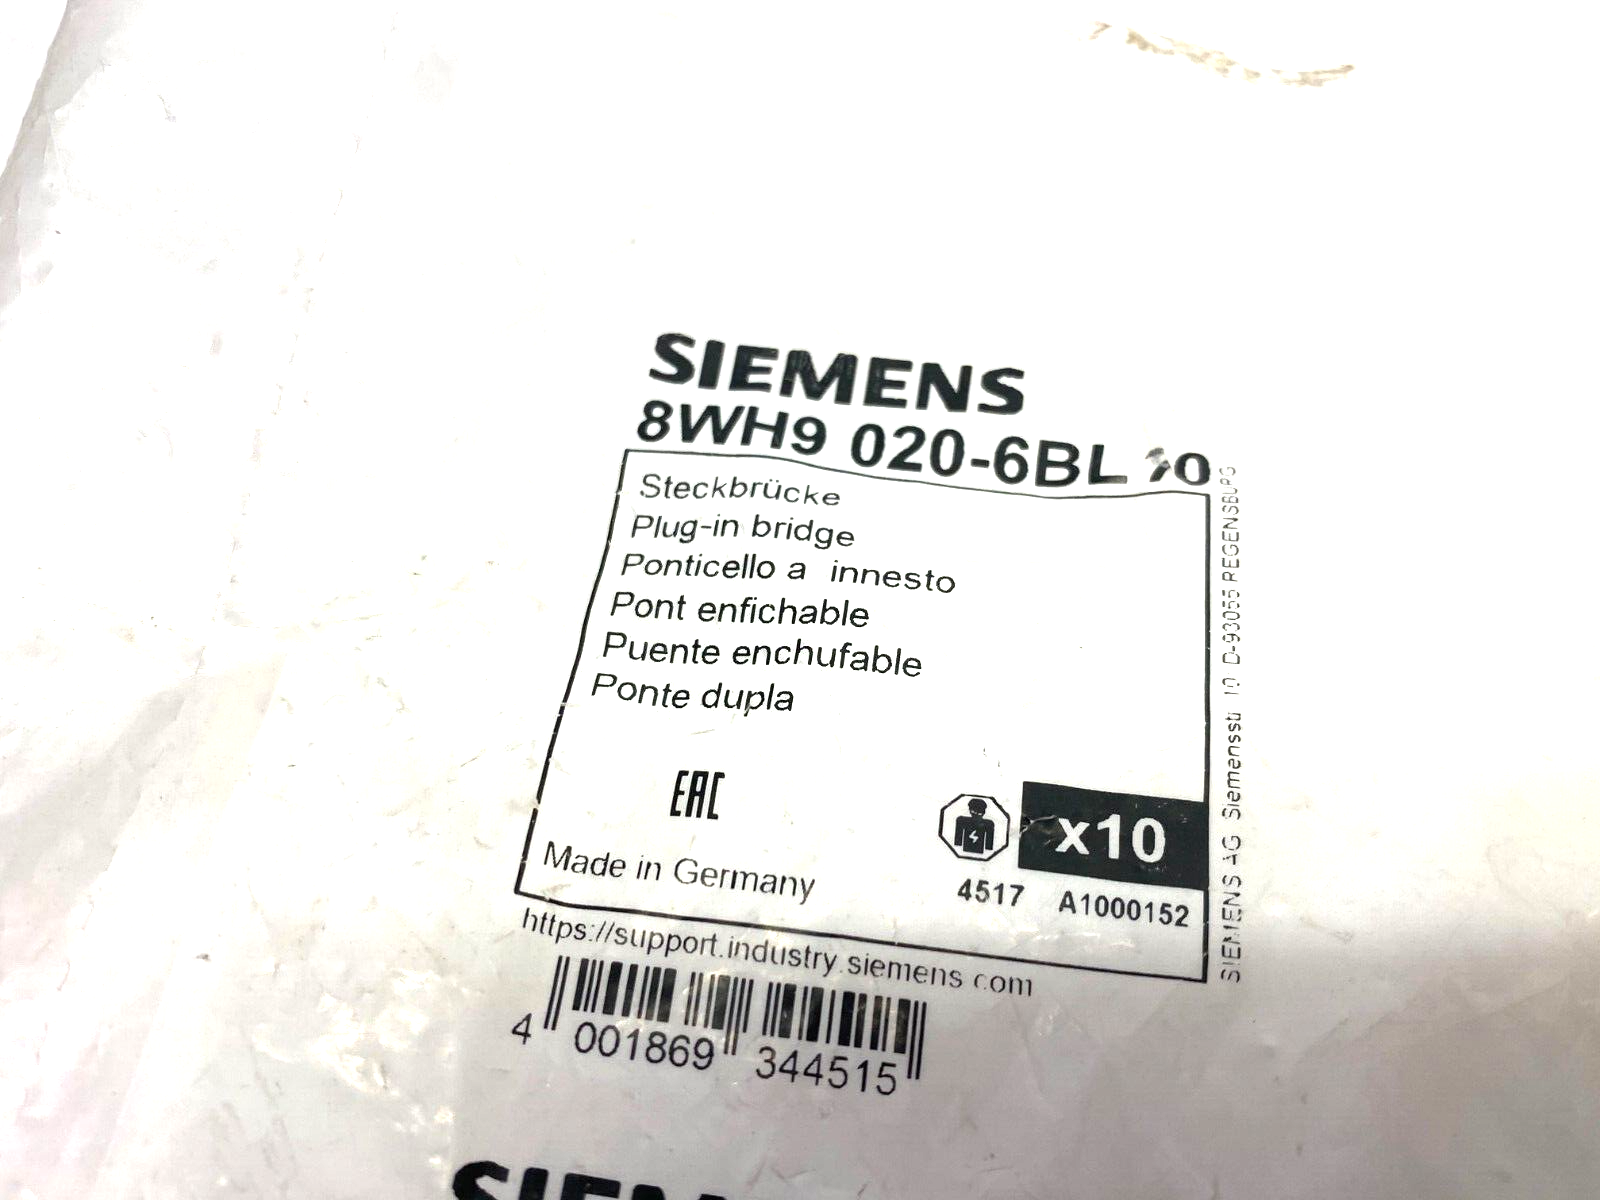 SIEMENS
8WH9 020-6BL10
Steckbrücke
Plug-in bridge
Ponticello a innesto
Pont enfichable
Puente enchufable
Ponte dupla
EAC
x10
Made in Germany
4517 A1000152
https://support.industry.siemens.com
4 001869 344515
SIEMENS AG Siemensstr 10 D-93055 REGENSBURG
SIEMENS